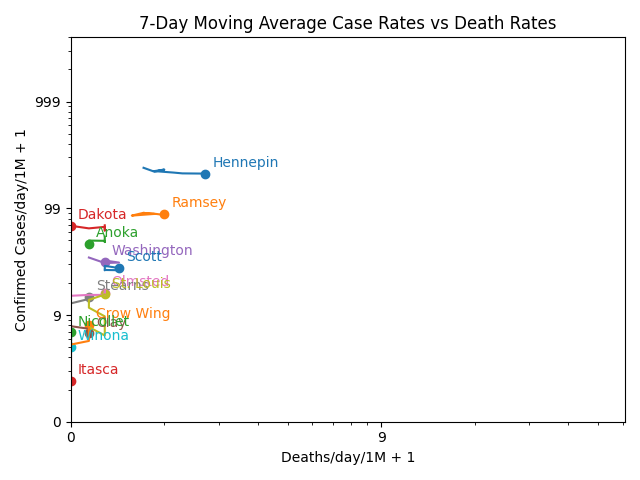 7-Day Moving Average Case Rates vs Death Rates
Confirmed Cases/day/1M + 1
999
99
9
0
Hennepin
Ramsey
Dakota
Anoka
Washington
Scott
Olmsted
St. Louis
Stearns
Crow Wing
Nicollet
Clay
Winona
Itasca
0
9
Deaths/day/1M + 1